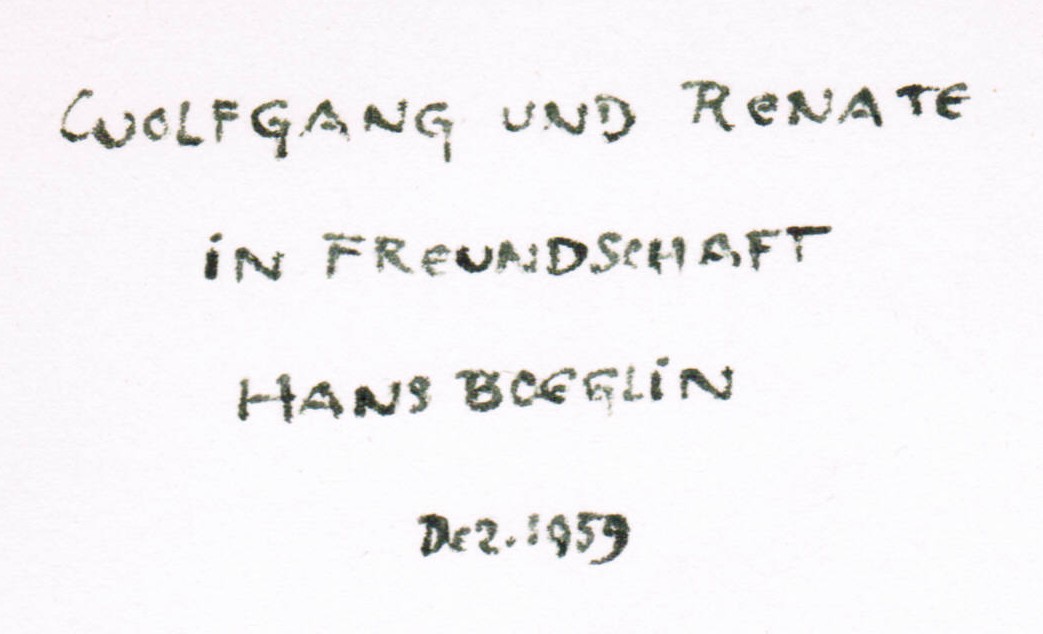 WOLFGANG UND RENATE
iN FREUNDSCHAFT
HANS BOEGLiN
Dez. 1959